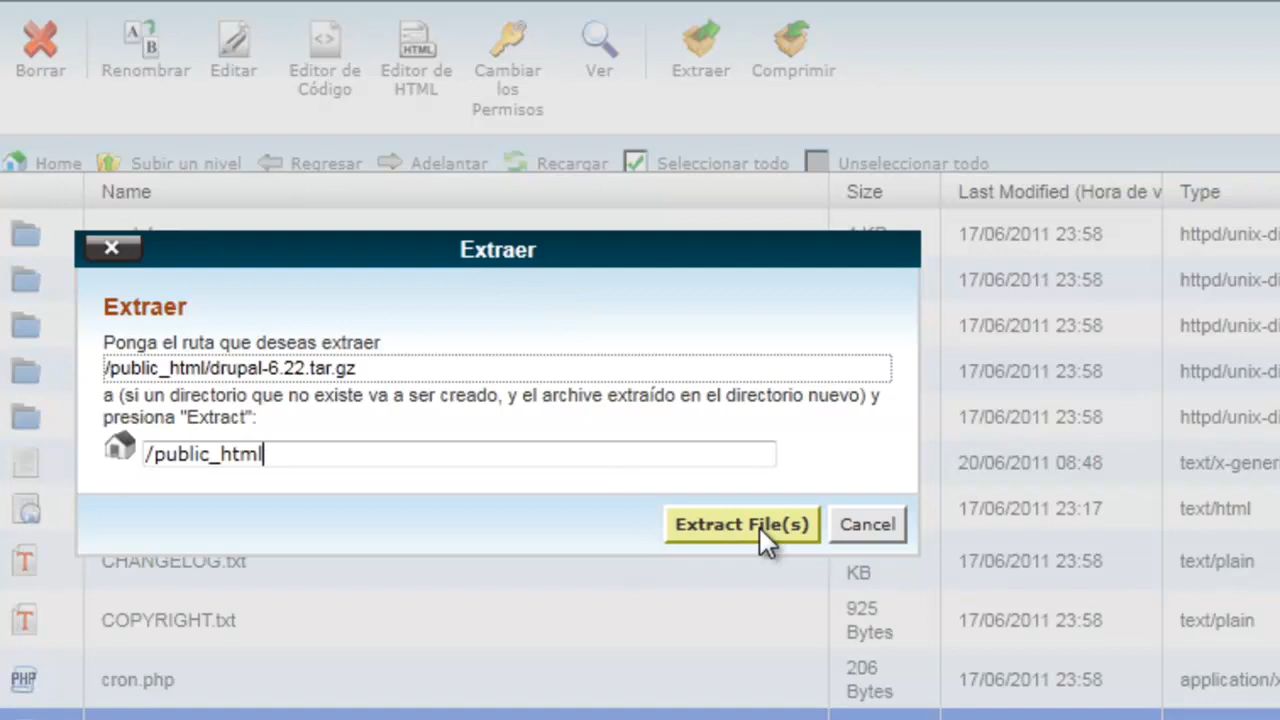 Borrar
Renombrar
Editar
Editor de Código
Editor de HTML
Cambiar los Permisos
Ver
Extraer
Comprimir
Home
Subir un nivel
Regresar
Adelantar
Recargar
Seleccionar todo
Unseleccionar todo
Name Size Last Modified (Hora de v Type
17/06/2011 23:58 httpd/unix-di
Extraer
17/06/2011 23:58 httpd/unix-di
Extraer
17/06/2011 23:58 httpd/unix-di
Ponga el ruta que deseas extraer
/public_html/drupal-6.22.tar.gz
17/06/2011 23:58 httpd/unix-di
a (si un directorio que no existe va a ser creado, y el archive extraído en el directorio nuevo) y
presiona "Extract":
17/06/2011 23:58 httpd/unix-di
/public_html
20/06/2011 08:48 text/x-gener
17/06/2011 23:17 text/html
Extract File(s) Cancel
CHANGELOG.txt KB 17/06/2011 23:58 text/plain
COPYRIGHT.txt 925 Bytes 17/06/2011 23:58 text/plain
PHP cron.php 206 Bytes 17/06/2011 23:58 application/x